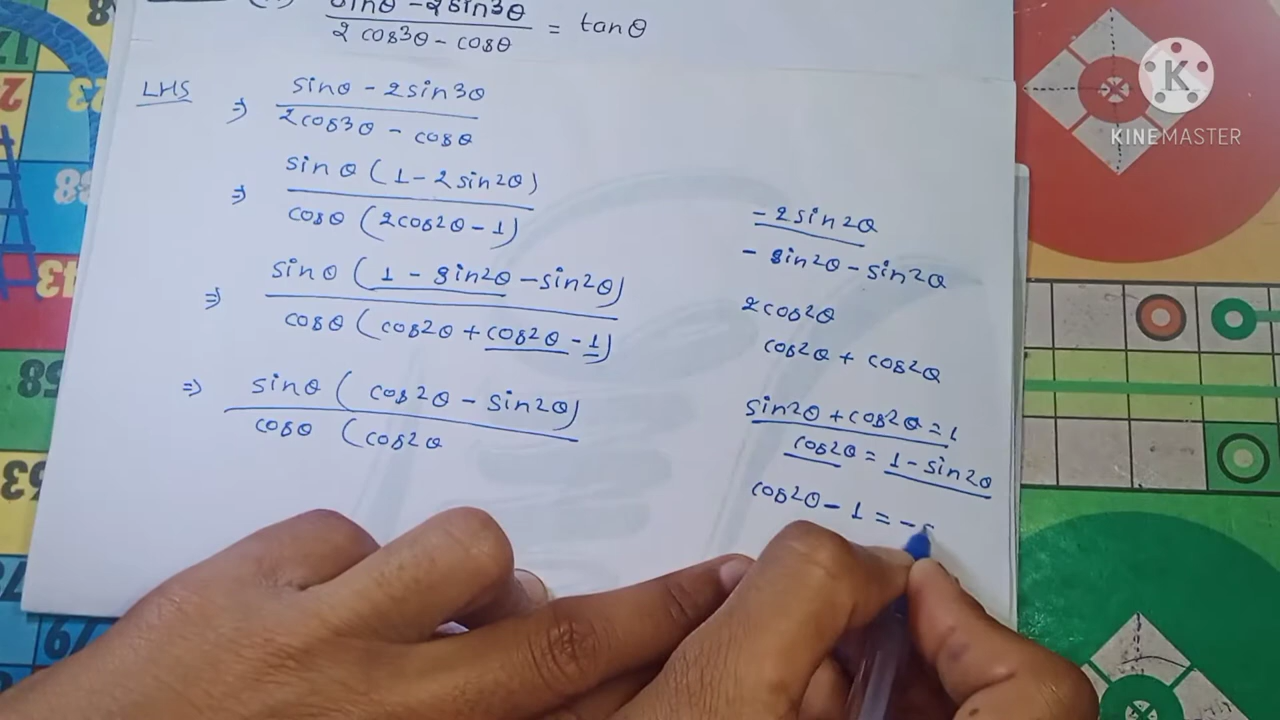 sinθ - 2sin3θ
2cos3θ - cosθ = tanθ
LHS
⇒ sinθ - 2sin3θ
2cos3θ - cosθ
⇒ sinθ (1 - 2sin2θ)
cosθ (2cos2θ - 1)
⇒ sinθ (1 - sin2θ - sin2θ)
cosθ (cos2θ + cos2θ - 1)
⇒ sinθ (cos2θ - sin2θ)
cosθ (cos2θ
- 2sin2θ
- sin2θ - sin2θ
2cos2θ
cos2θ + cos2θ
sin2θ + cos2θ = 1
cos2θ = 1 - sin2θ
cos2θ - 1 = -
K
KINEMASTER
58
43